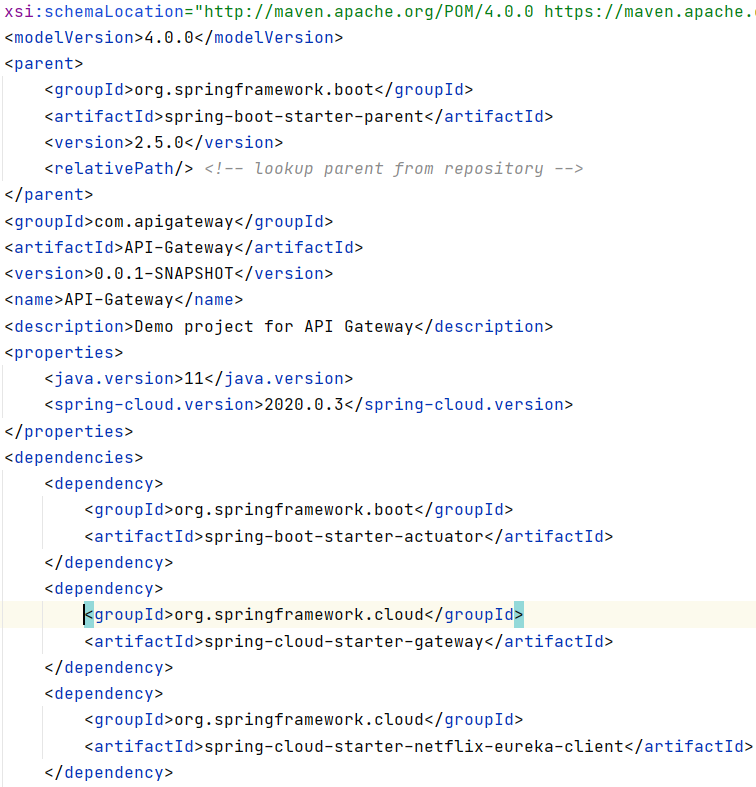 xsi:schemaLocation="http://maven.apache.org/POM/4.0.0 https://maven.apache.
<modelVersion>4.0.0</modelVersion>
<parent>
    <groupId>org.springframework.boot</groupId>
    <artifactId>spring-boot-starter-parent</artifactId>
    <version>2.5.0</version>
    <relativePath/> <!-- lookup parent from repository -->
</parent>
<groupId>com.apigateway</groupId>
<artifactId>API-Gateway</artifactId>
<version>0.0.1-SNAPSHOT</version>
<name>API-Gateway</name>
<description>Demo project for API Gateway</description>
<properties>
    <java.version>11</java.version>
    <spring-cloud.version>2020.0.3</spring-cloud.version>
</properties>
<dependencies>
    <dependency>
        <groupId>org.springframework.boot</groupId>
        <artifactId>spring-boot-starter-actuator</artifactId>
    </dependency>
    <dependency>
        <groupId>org.springframework.cloud</groupId>
        <artifactId>spring-cloud-starter-gateway</artifactId>
    </dependency>
    <dependency>
        <groupId>org.springframework.cloud</groupId>
        <artifactId>spring-cloud-starter-netflix-eureka-client</artifactId>
    </dependency>